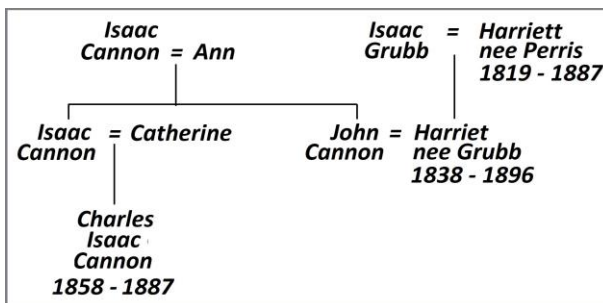 Isaac
Cannon = Ann
Isaac = Harriett
Grubb nee Perris
1819 - 1887
Isaac = Catherine
Cannon
John = Harriet
Cannon nee Grubb
1838 - 1896
Charles
Isaac
Cannon
1858 - 1887